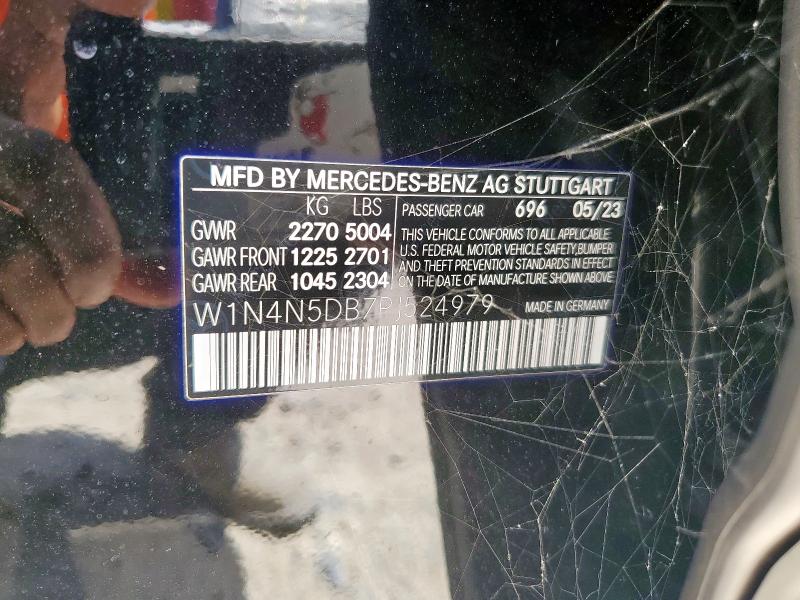 MFD BY MERCEDES-BENZ AG STUTTGART
KG LBS
GWWR 2270 5004
GAWR FRONT 1225 2701
GAWR REAR 1045 2304
PASSENGER CAR 696 05/23
THIS VEHICLE CONFORMS TO ALL APPLICABLE
U.S. FEDERAL MOTOR VEHICLE SAFETY,BUMPER
AND THEFT PREVENTION STANDARDS IN EFFECT
ON THE DATE OF MANUFACTURE SHOWN ABOVE.
W1N4N5DB7PJ524979
MADE IN GERMANY